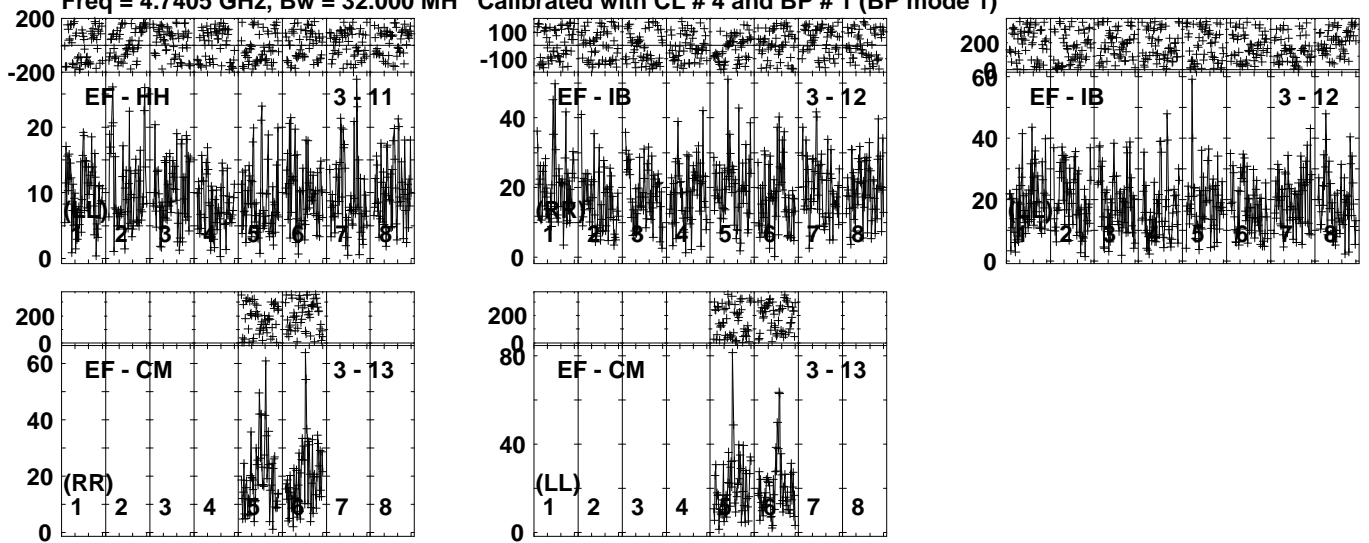 Freq = 4.7405 GHz, Bw = 32.000 MH Calibrated with CL # 4 and BP # 1 (BP mode 1)
200
-200
EF - HH 3 - 11
20
10
0
(LL)
1 2 3 4 5 6 7 8
100
-100
EF - IB 3 - 12
40
20
0
(RR)
1 2 3 4 5 6 7 8
200
0
60
EF - IB 3 - 12
40
20
0
(LL)
1 2 3 4 5 6 7 8
200
0
60
EF - CM 3 - 13
40
20
0
(RR)
1 2 3 4 5 6 7 8
200
0
80
EF - CM 3 - 13
40
0
(LL)
1 2 3 4 5 6 7 8